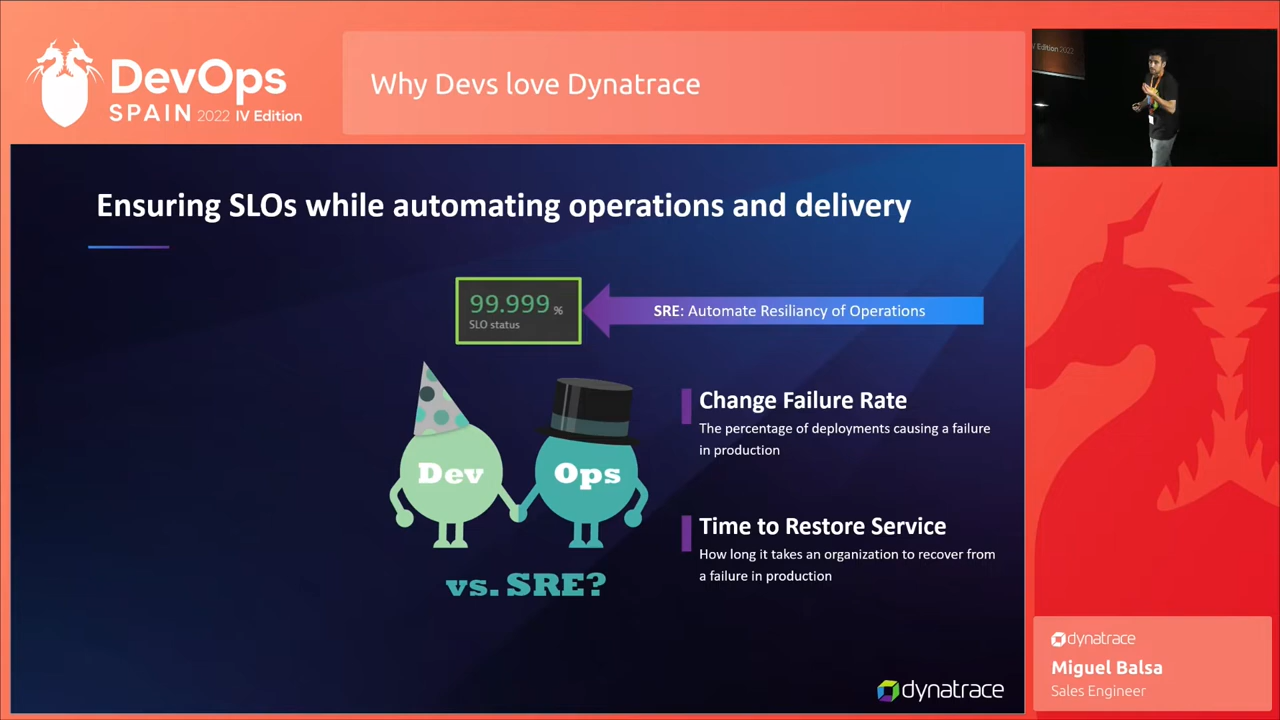 DevOps
SPAIN 2022 IV Edition
Why Devs love Dynatrace
IV Edition 2022
Ensuring SLOs while automating operations and delivery
99.999 %
SLO status
SRE: Automate Resiliancy of Operations
Dev
Ops
vs. SRE?
Change Failure Rate
The percentage of deployments causing a failure
in production
Time to Restore Service
How long it takes an organization to recover from
a failure in production
dynatrace
dynatrace
Miguel Balsa
Sales Engineer